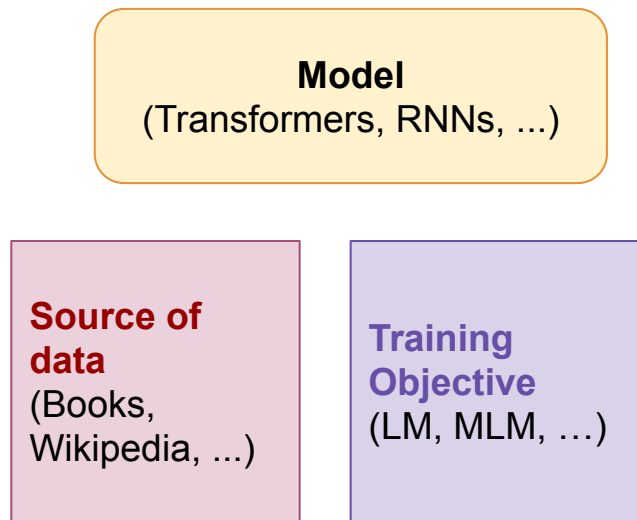 Model
(Transformers, RNNs, ...)
Source of
data
(Books,
Wikipedia, ...)
Training
Objective
(LM, MLM, …)